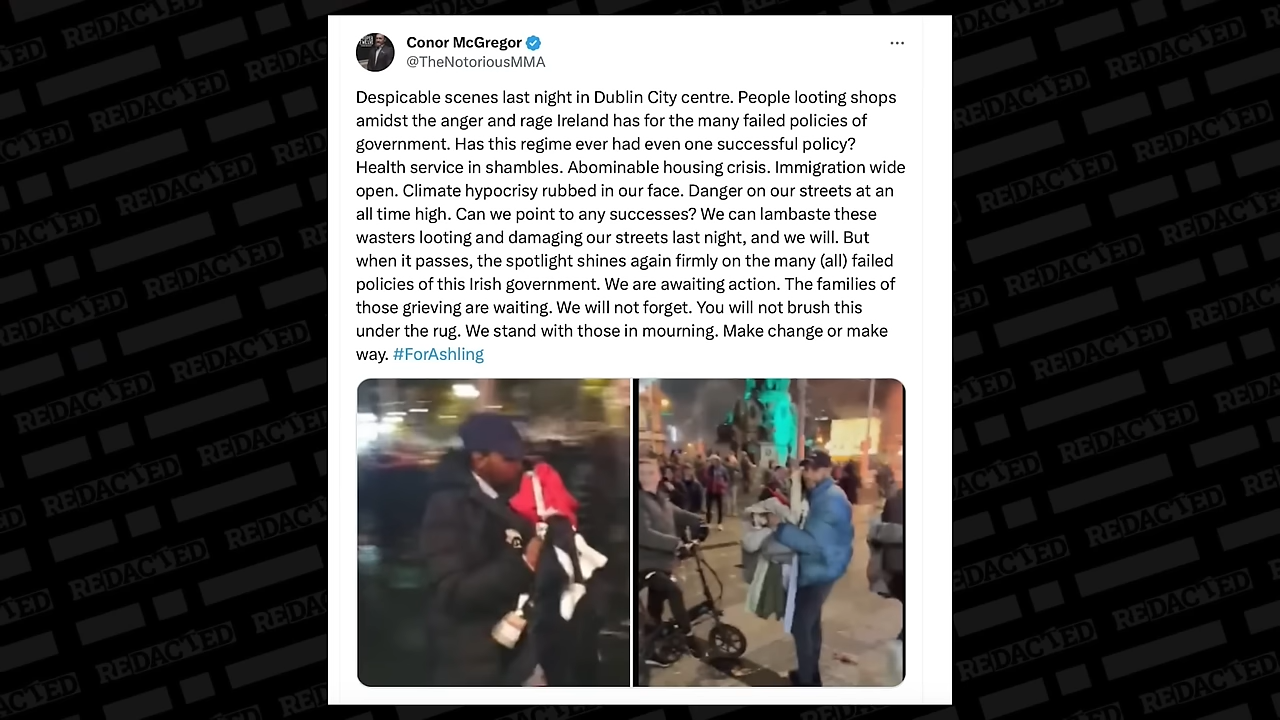 Conor McGregor
@TheNotoriousMMA
Despicable scenes last night in Dublin City centre. People looting shops
amidst the anger and rage Ireland has for the many failed policies of
government. Has this regime ever had even one successful policy?
Health service in shambles. Abominable housing crisis. Immigration wide
open. Climate hypocrisy rubbed in our face. Danger on our streets at an
all time high. Can we point to any successes? We can lambaste these
wasters looting and damaging our streets last night, and we will. But
when it passes, the spotlight shines again firmly on the many (all) failed
policies of this Irish government. We are awaiting action. The families of
those grieving are waiting. We will not forget. You will not brush this
under the rug. We stand with those in mourning. Make change or make
way. #ForAshling
REDACTED